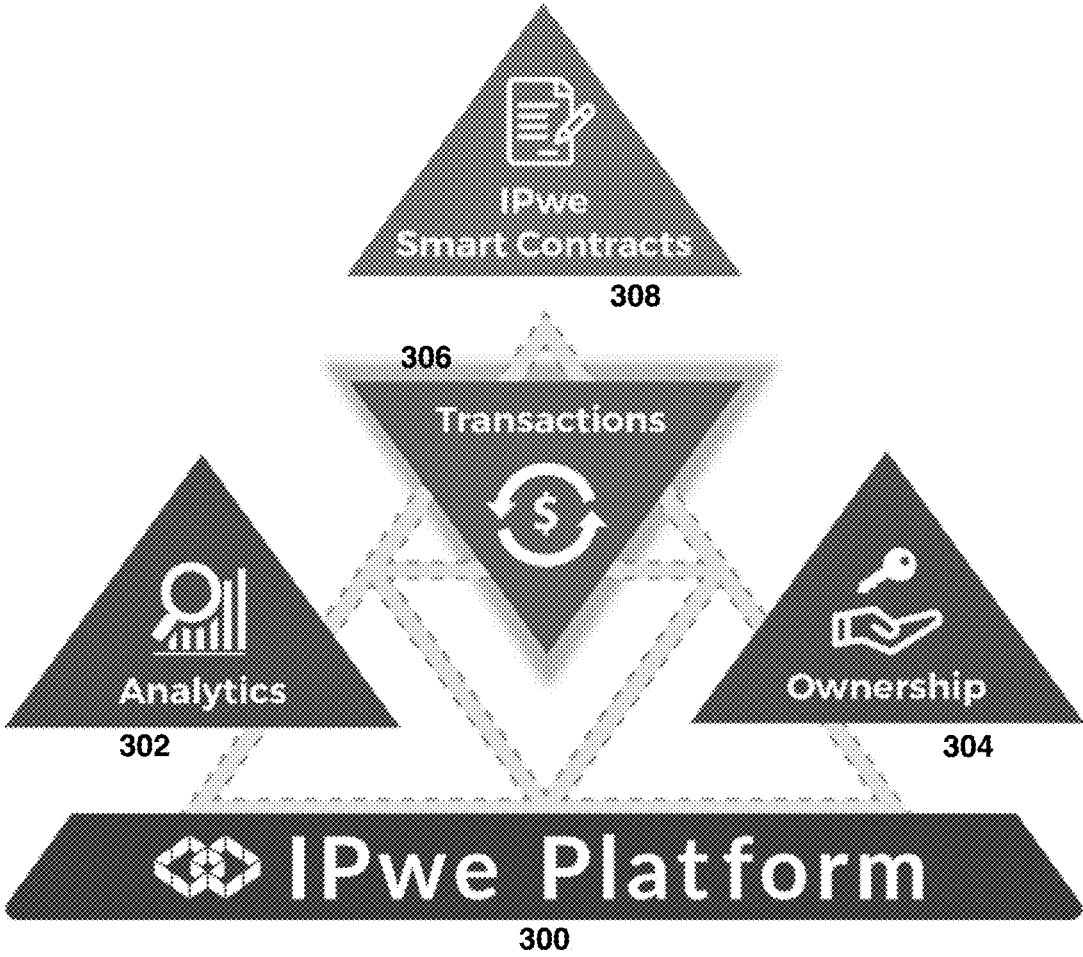 IPwe
Smart Contracts
308
306
Transactions
$
Analytics
Ownership
302
304
IPwe Platform
300